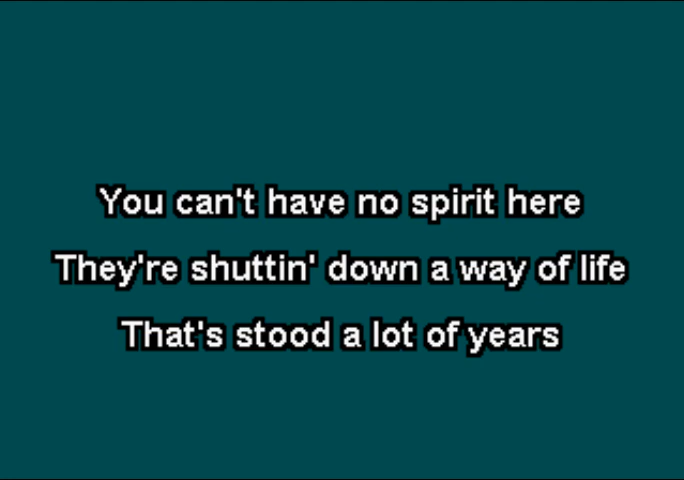 You can't have no spirit here
They're shuttin' down a way of life
That's stood a lot of years